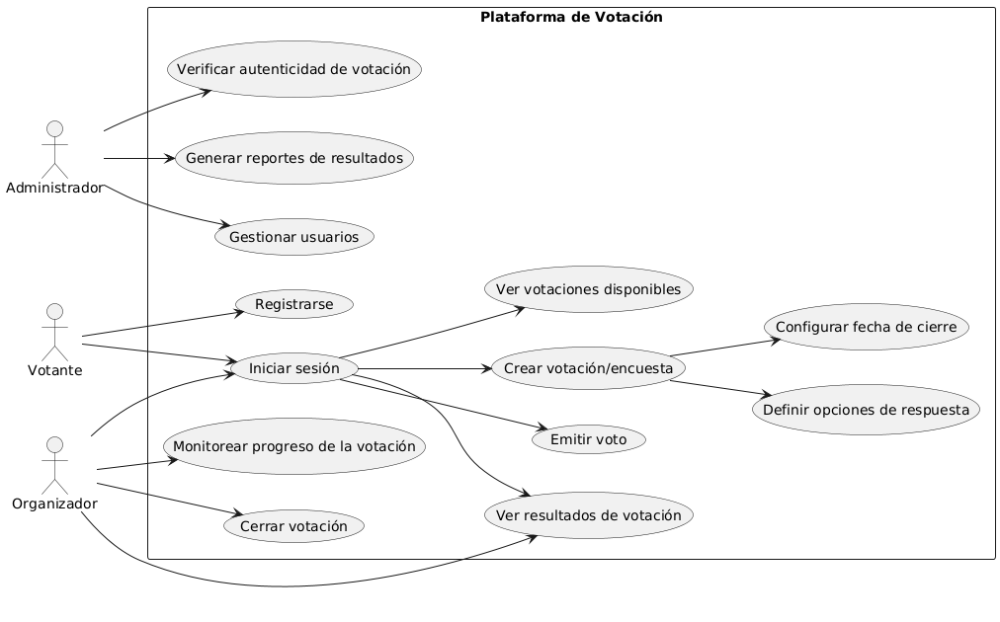 Plataforma de Votación
Verificar autenticidad de votación
Generar reportes de resultados
Administrador
Gestionar usuarios
Ver votaciones disponibles
Registrarse
Configurar fecha de cierre
Votante
Iniciar sesión
Crear votación/encuesta
Definir opciones de respuesta
Emitir voto
Monitorear progreso de la votación
Organizador
Ver resultados de votación
Cerrar votación